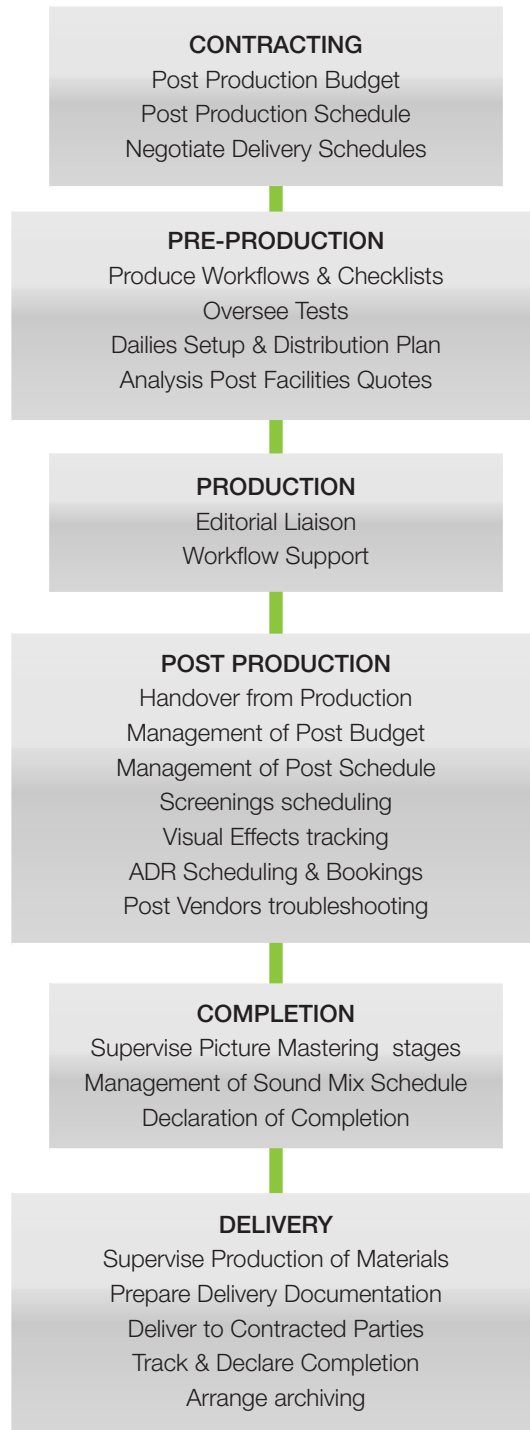 CONTRACTING
Post Production Budget
Post Production Schedule
Negotiate Delivery Schedules
PRE-PRODUCTION
Produce Workflows & Checklists
Oversee Tests
Dailies Setup & Distribution Plan
Analysis Post Facilities Quotes
PRODUCTION
Editorial Liaison
Workflow Support
POST PRODUCTION
Handover from Production
Management of Post Budget
Management of Post Schedule
Screenings scheduling
Visual Effects tracking
ADR Scheduling & Bookings
Post Vendors troubleshooting
COMPLETION
Supervise Picture Mastering  stages
Management of Sound Mix Schedule
Declaration of Completion
DELIVERY
Supervise Production of Materials
Prepare Delivery Documentation
Deliver to Contracted Parties
Track & Declare Completion
Arrange archiving